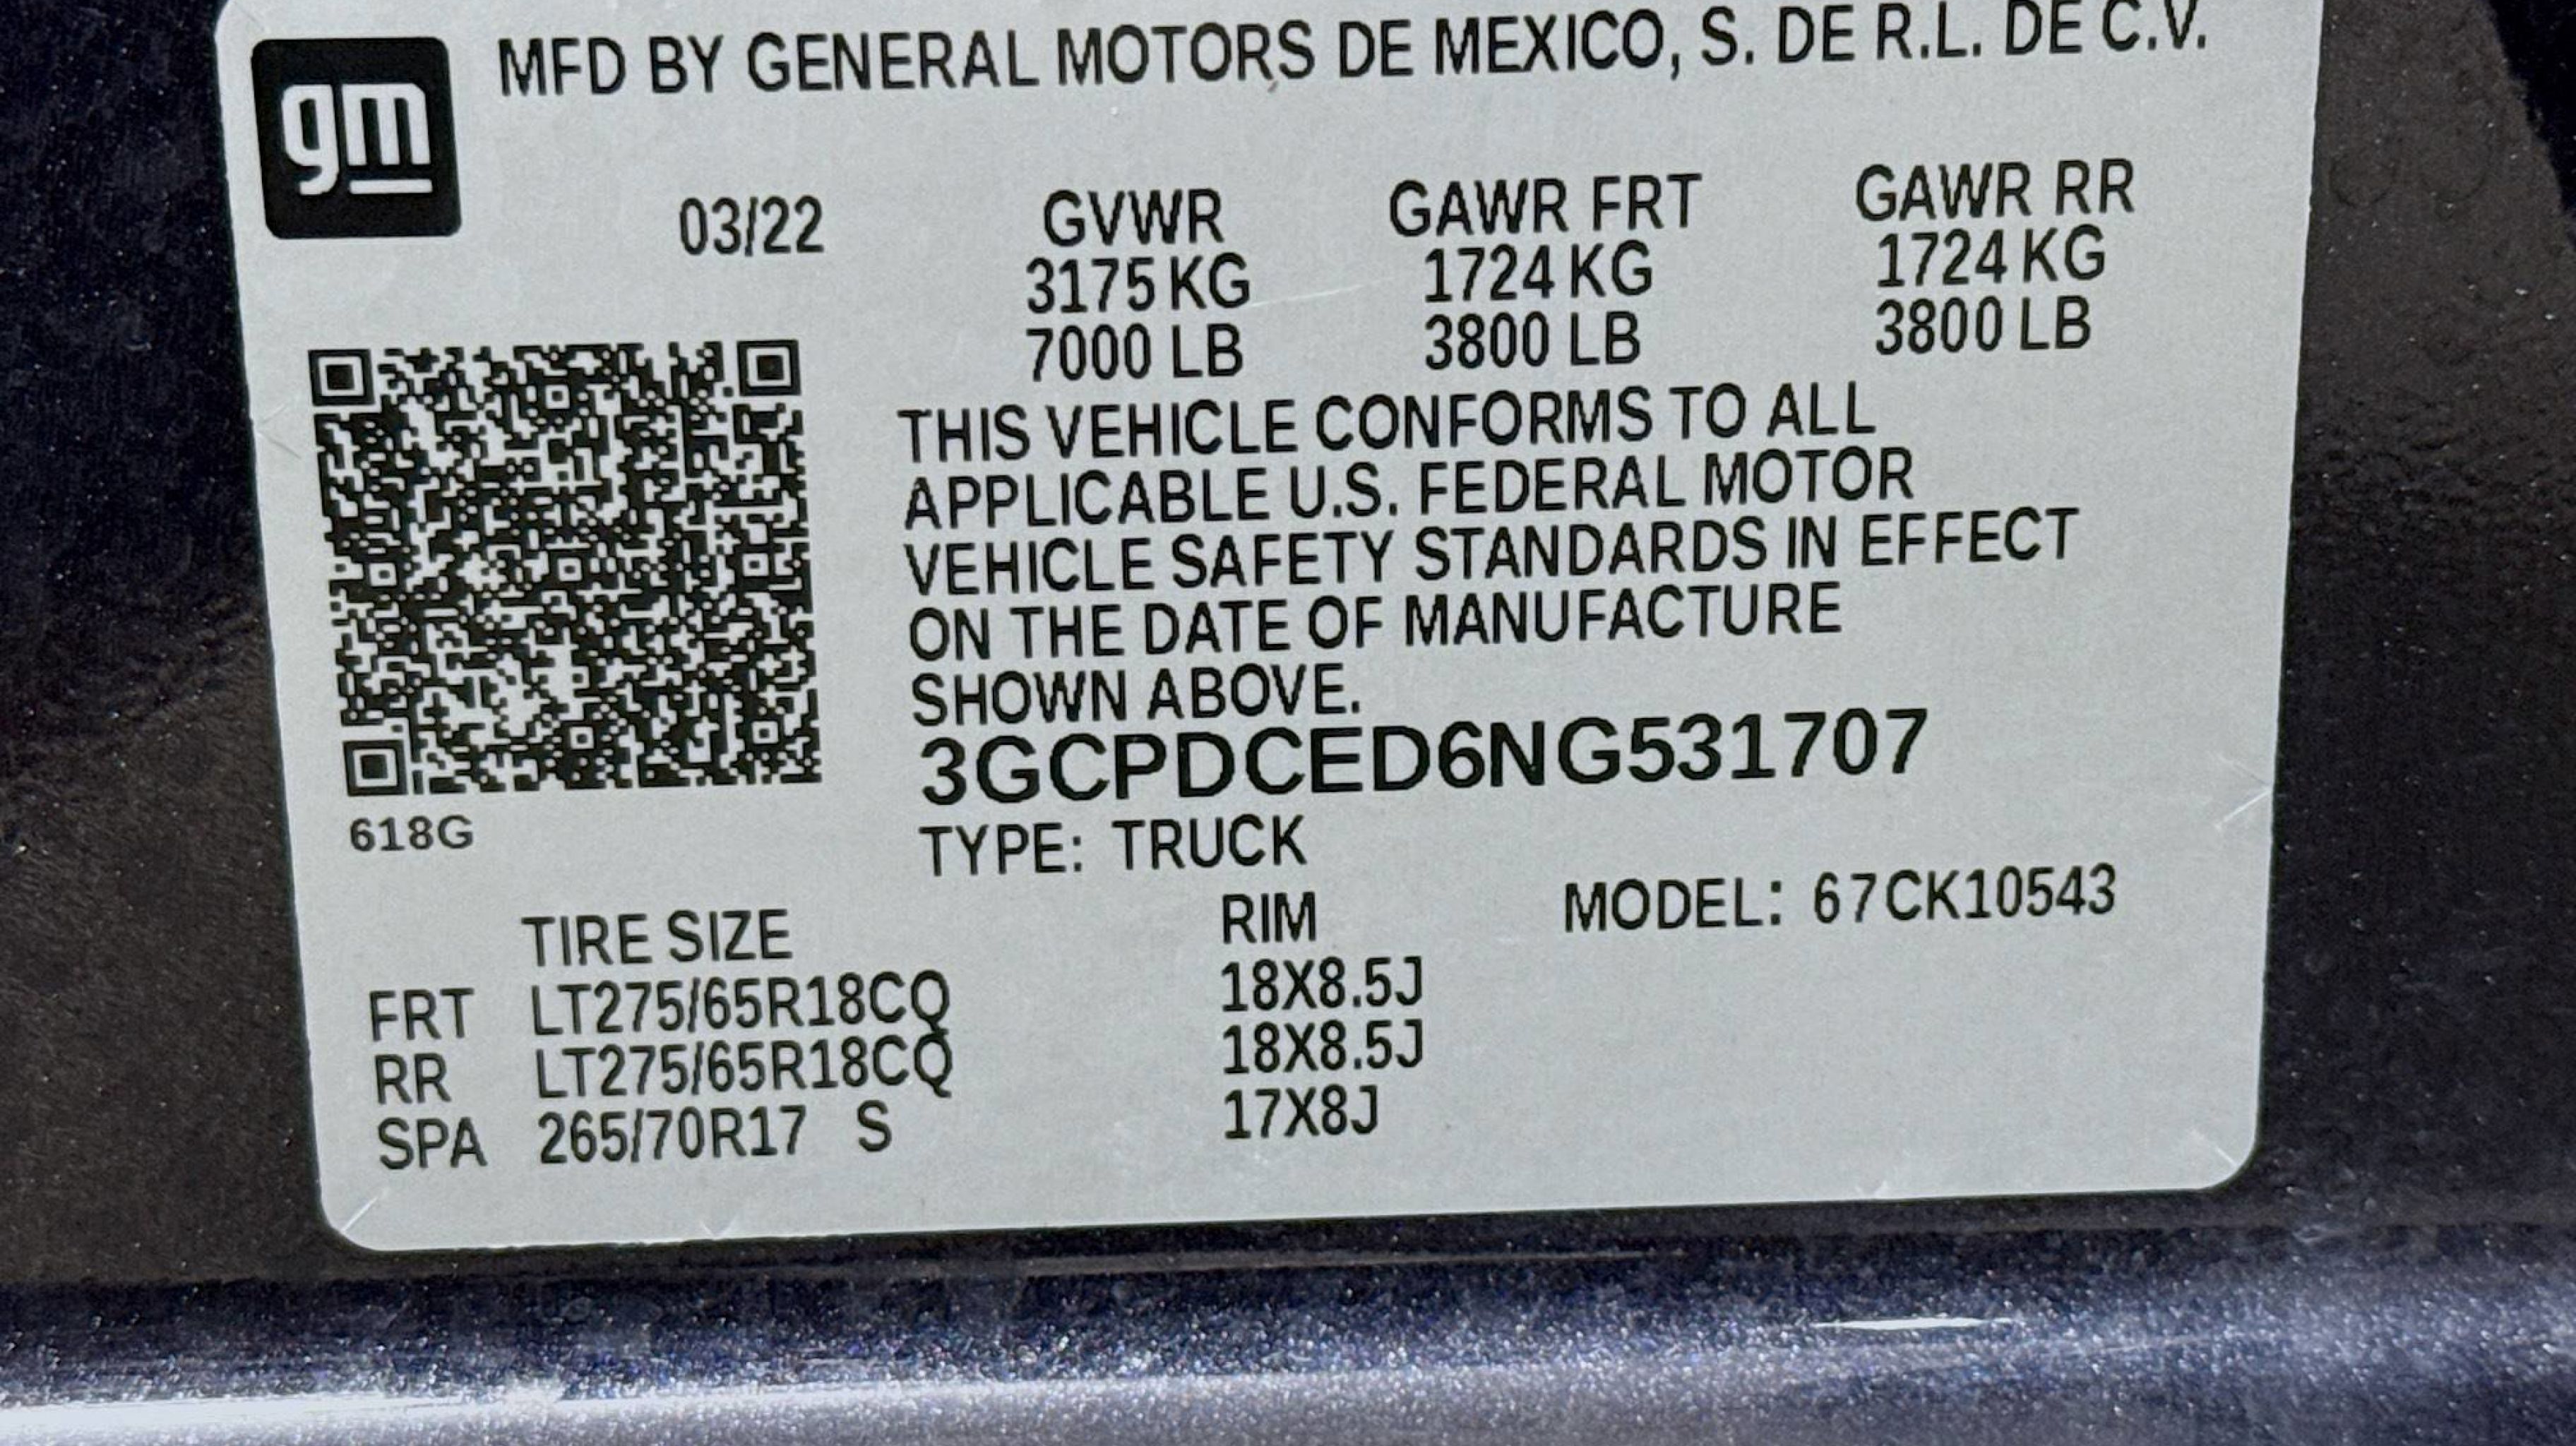 gm
MFD BY GENERAL MOTORS DE MEXICO, S. DE R.L. DE C.V.
03/22 GVWR GAWR FRT GAWR RR
3175 KG 1724 KG 1724 KG
7000 LB 3800 LB 3800 LB
THIS VEHICLE CONFORMS TO ALL
APPLICABLE U.S. FEDERAL MOTOR
VEHICLE SAFETY STANDARDS IN EFFECT
ON THE DATE OF MANUFACTURE
SHOWN ABOVE.
3GCPDCED6NG531707
618G
TYPE: TRUCK
TIRE SIZE RIM MODEL: 67CK10543
FRT LT275/65R18CQ 18X8.5J
RR LT275/65R18CQ 18X8.5J
SPA 265/70R17 S 17X8J